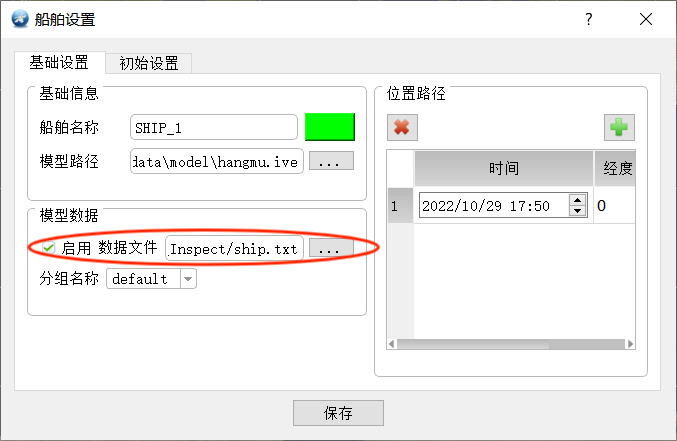 船舶设置
基础设置 初始设置
基础信息
船舶名称 SHIP_1
模型路径 data\model\hangmu.ive ...
模型数据
启用 数据文件 Inspect/ship.txt ...
分组名称 default
位置路径
时间 经度
1 2022/10/29 17:50 0
保存